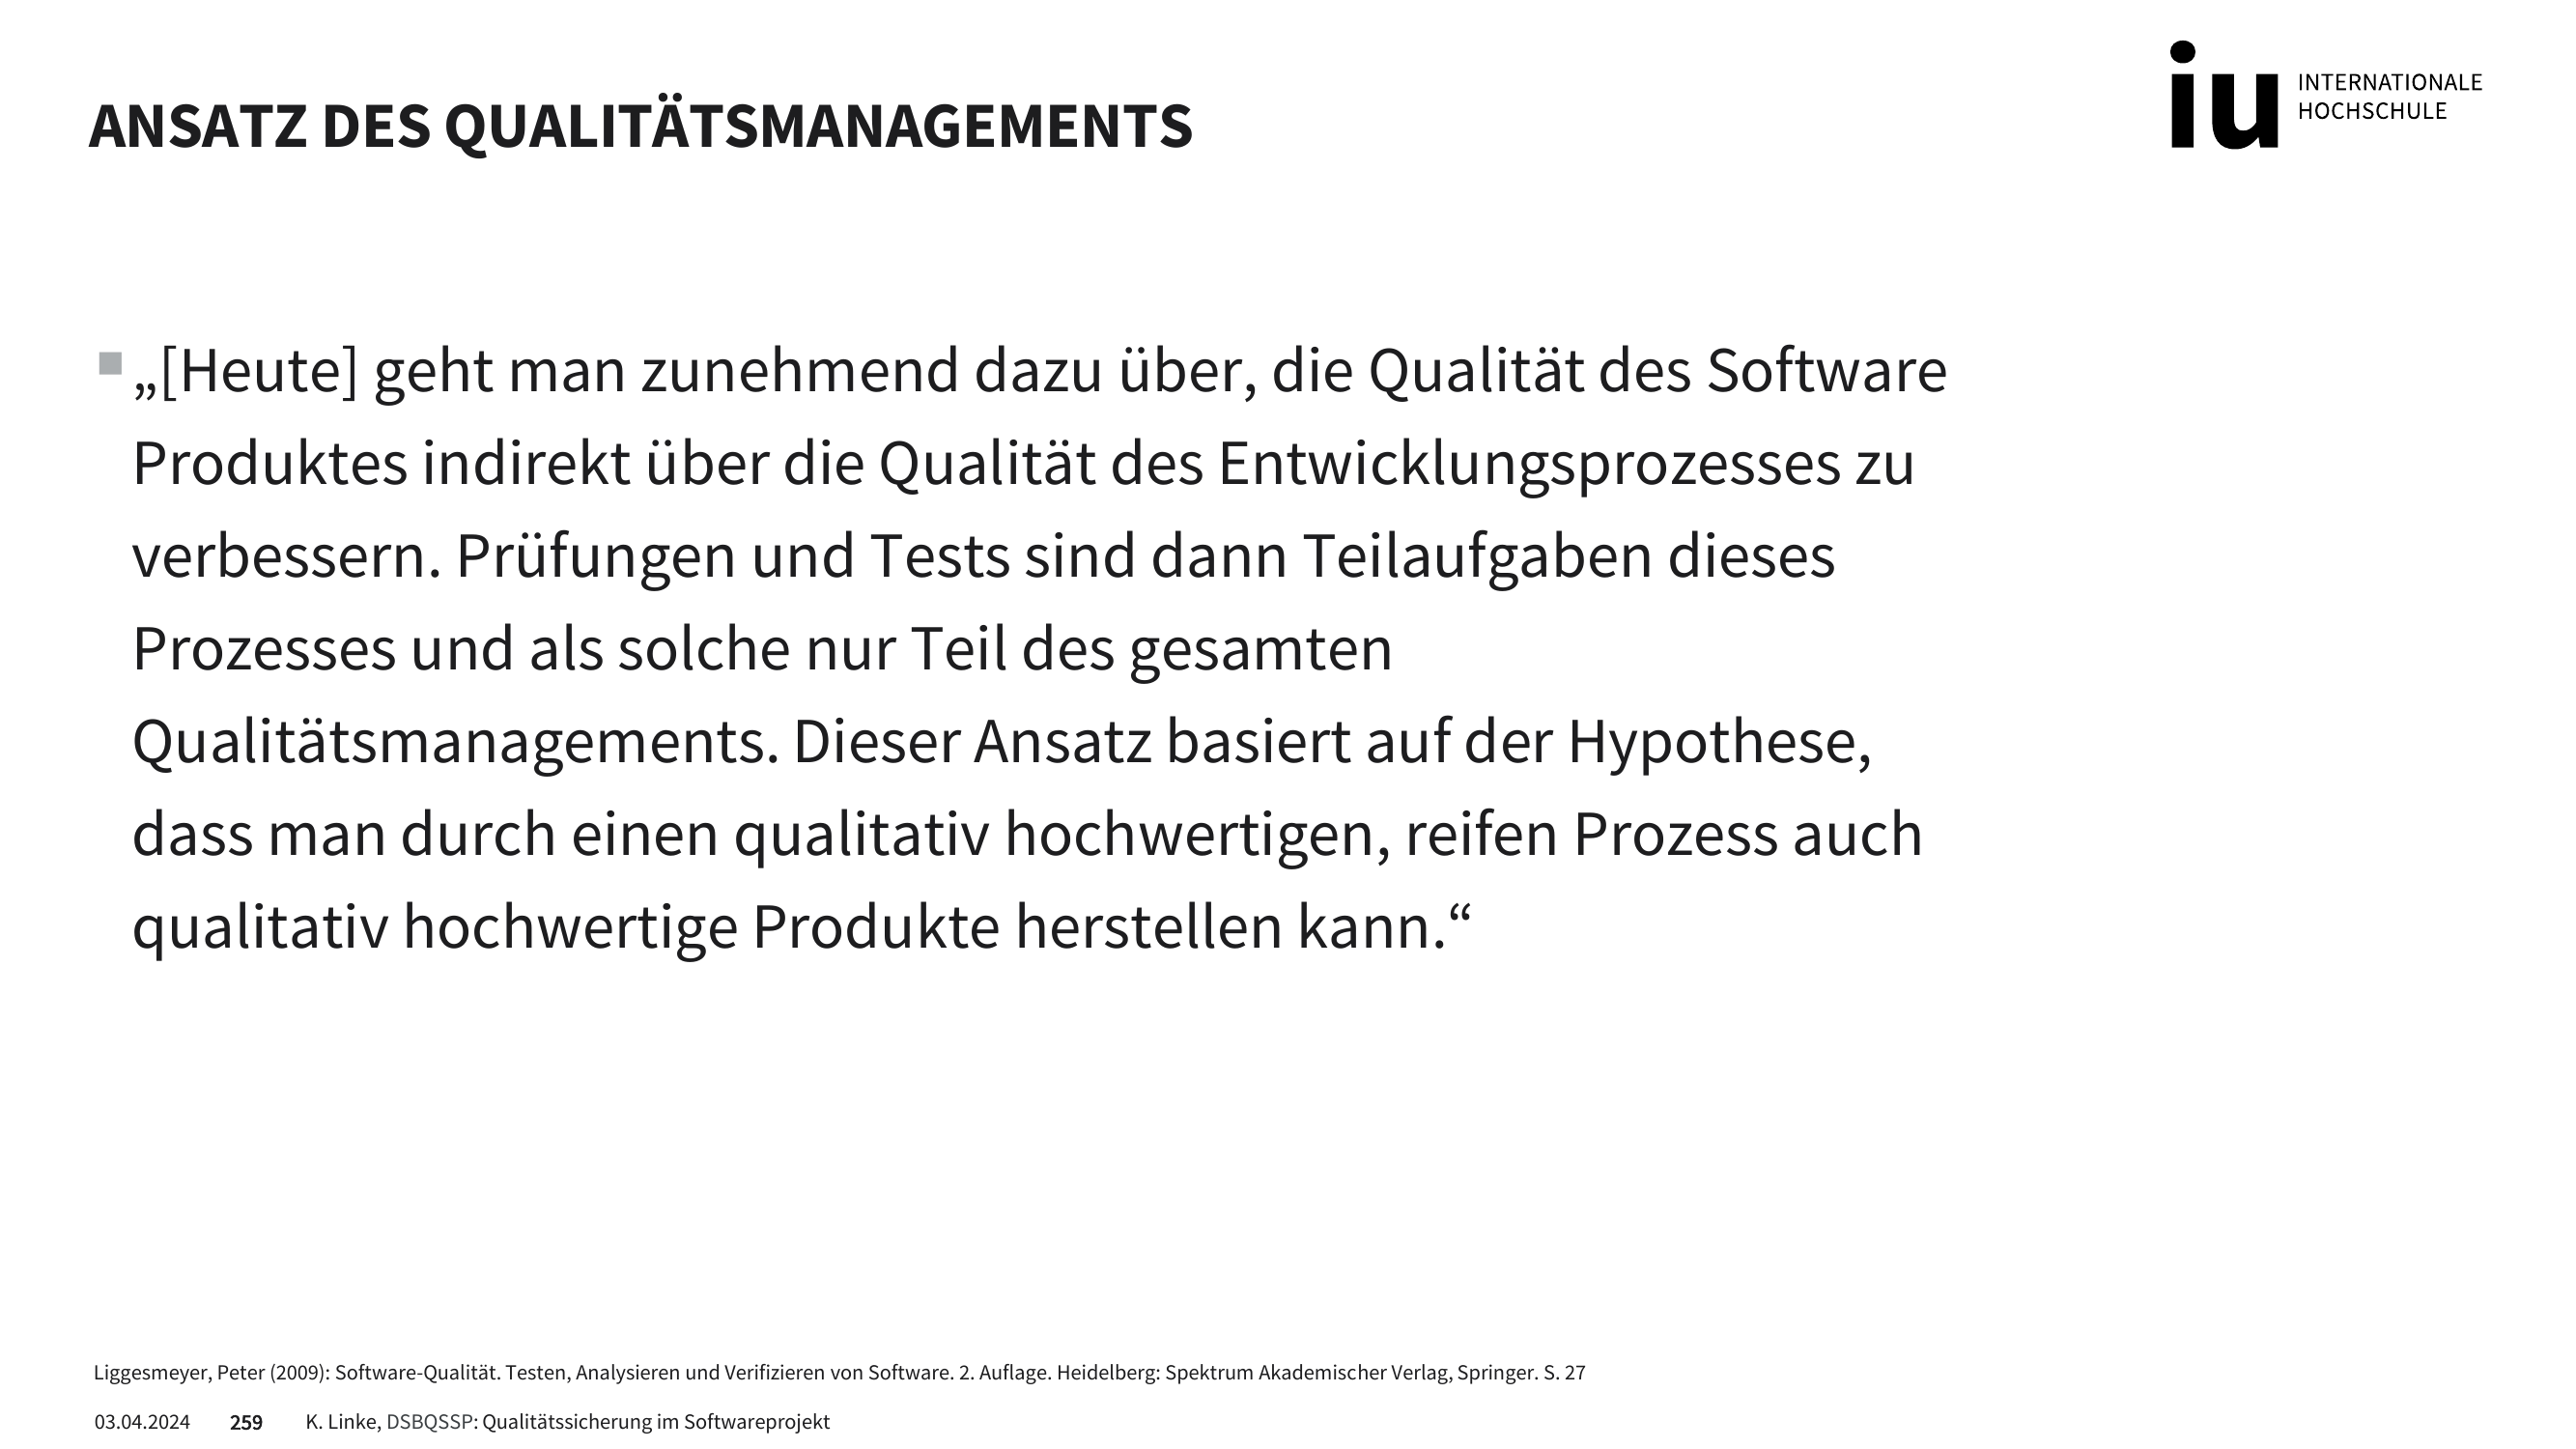 ANSATZ DES QUALITÄTSMANAGEMENTS
iu INTERNATIONALE
HOCHSCHULE
„[Heute] geht man zunehmend dazu über, die Qualität des Software
Produktes indirekt über die Qualität des Entwicklungsprozesses zu
verbessern. Prüfungen und Tests sind dann Teilaufgaben dieses
Prozesses und als solche nur Teil des gesamten
Qualitätsmanagements. Dieser Ansatz basiert auf der Hypothese,
dass man durch einen qualitativ hochwertigen, reifen Prozess auch
qualitativ hochwertige Produkte herstellen kann.“
Liggesmeyer, Peter (2009): Software-Qualität. Testen, Analysieren und Verifizieren von Software. 2. Auflage. Heidelberg: Spektrum Akademischer Verlag, Springer. S. 27
03.04.2024 259 K. Linke, DSBQSSP: Qualitätssicherung im Softwareprojekt